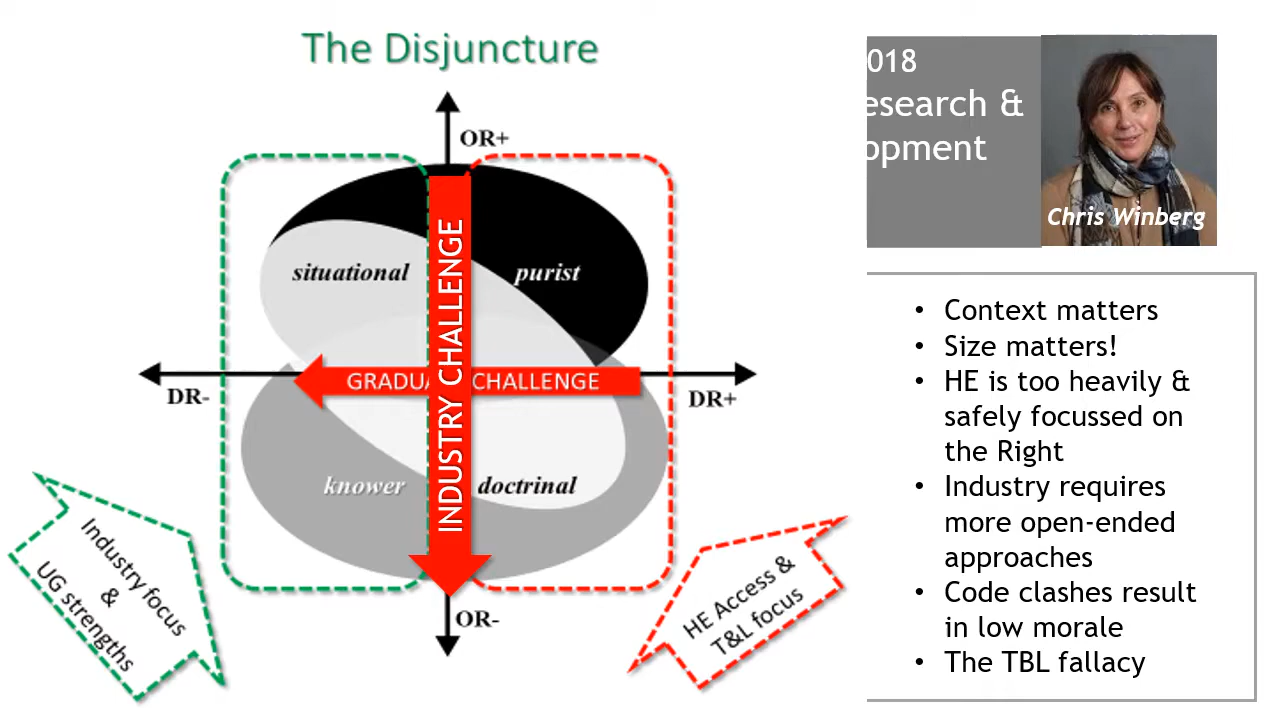 The Disjuncture
OR+
situational
purist
INDUSTRY CHALLENGE
GRADUA CHALLENGE
DR-
DR+
knower
doctrinal
OR-
Industry focus
&
UG strengths
HE Access &
T&L focus
018
esearch &
opment
Chris Winberg
• Context matters
• Size matters!
• HE is too heavily &
safely focussed on
the Right
• Industry requires
more open-ended
approaches
• Code clashes result
in low morale
• The TBL fallacy